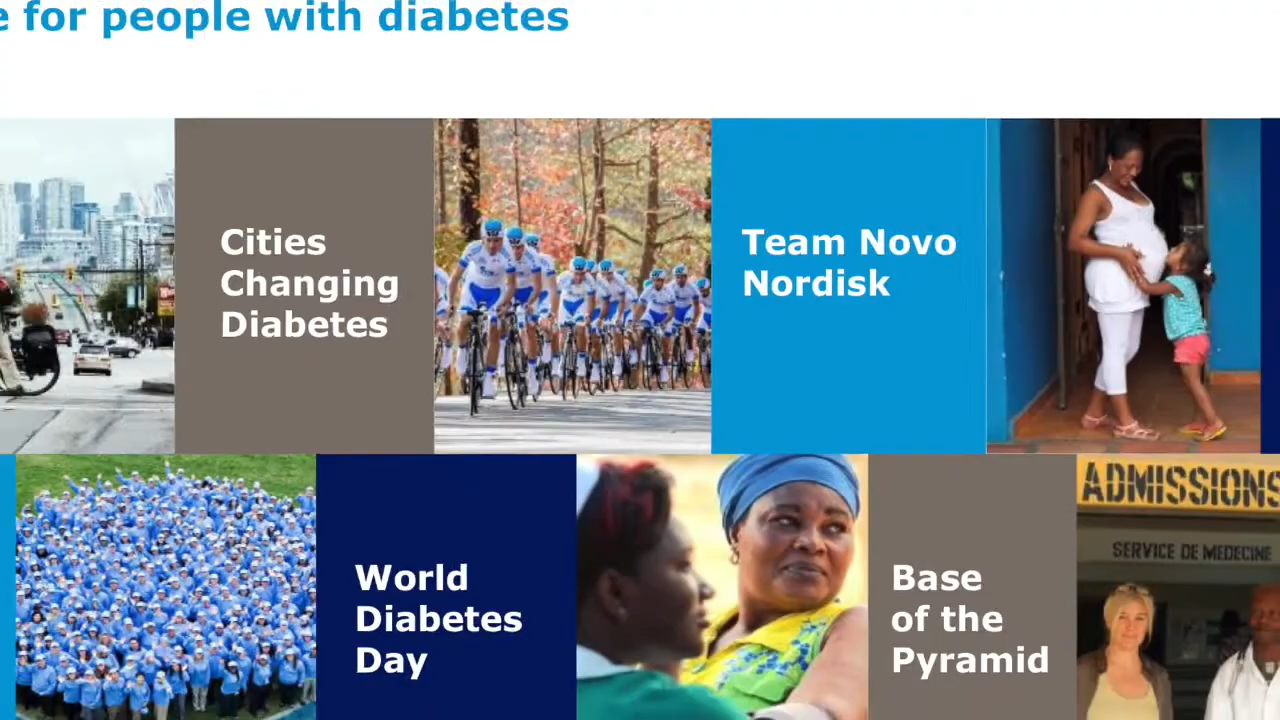 e for people with diabetes
Cities
Changing
Diabetes
Team Novo
Nordisk
World
Diabetes
Day
Base
of the
Pyramid
ADMISSIONS
SERVICE DE MEDECINE